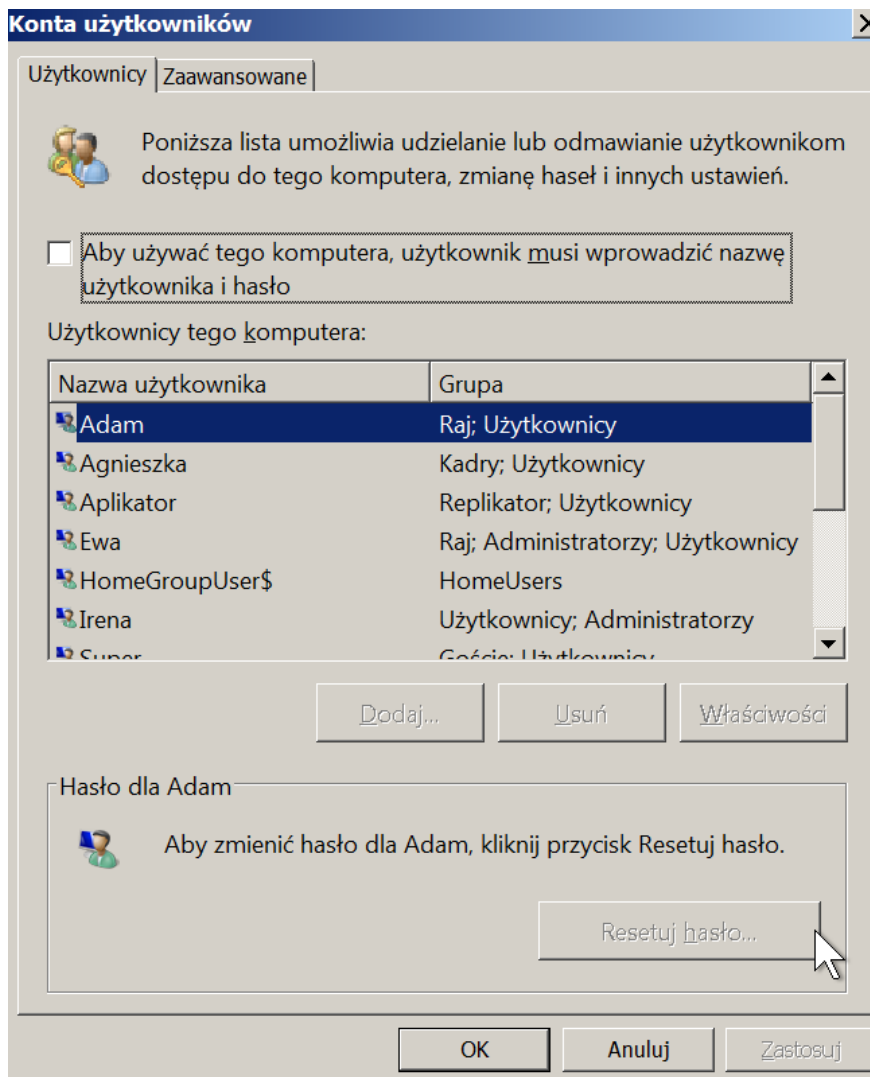 Konta użytkowników
Użytkownicy Zaawansowane
Poniższa lista umożliwia udzielanie lub odmawianie użytkownikom
dostępu do tego komputera, zmianę haseł i innych ustawień.
Aby używać tego komputera, użytkownik musi wprowadzić nazwę
użytkownika i hasło
Użytkownicy tego komputera:
Nazwa użytkownika Grupa
Adam Raj; Użytkownicy
Agnieszka Kadry; Użytkownicy
Aplikator Replikator; Użytkownicy
Ewa Raj; Administratorzy; Użytkownicy
HomeGroupUser$ HomeUsers
Irena Użytkownicy; Administratorzy
Super Goście; Użytkownicy
Dodaj... Usuń Właściwości
Hasło dla Adam
Aby zmienić hasło dla Adam, kliknij przycisk Resetuj hasło.
Resetuj hasło...
OK Anuluj Zastosuj